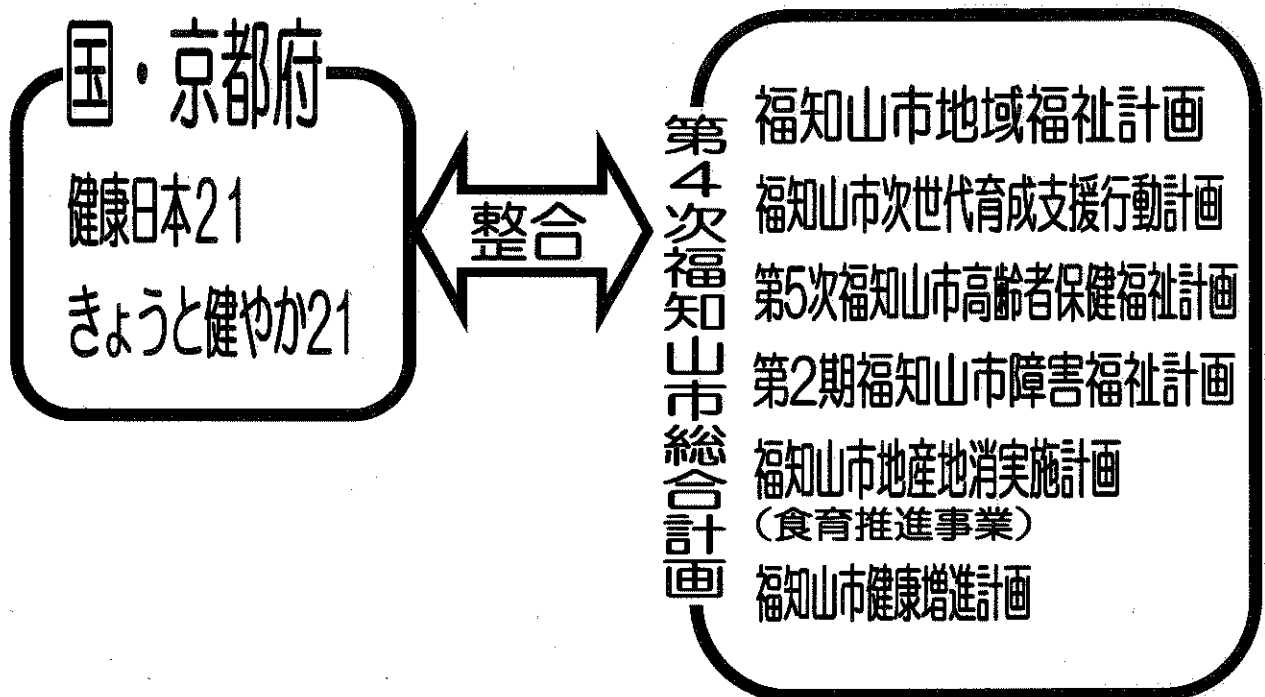 国・京都府
健康日本21
きょうと健やか21
整合
第4次福知山市総合計画
福知山市地域福祉計画
福知山市次世代育成支援行動計画
第5次福知山市高齢者保健福祉計画
第2期福知山市障害福祉計画
福知山市地産地消実施計画
(食育推進事業)
福知山市健康増進計画